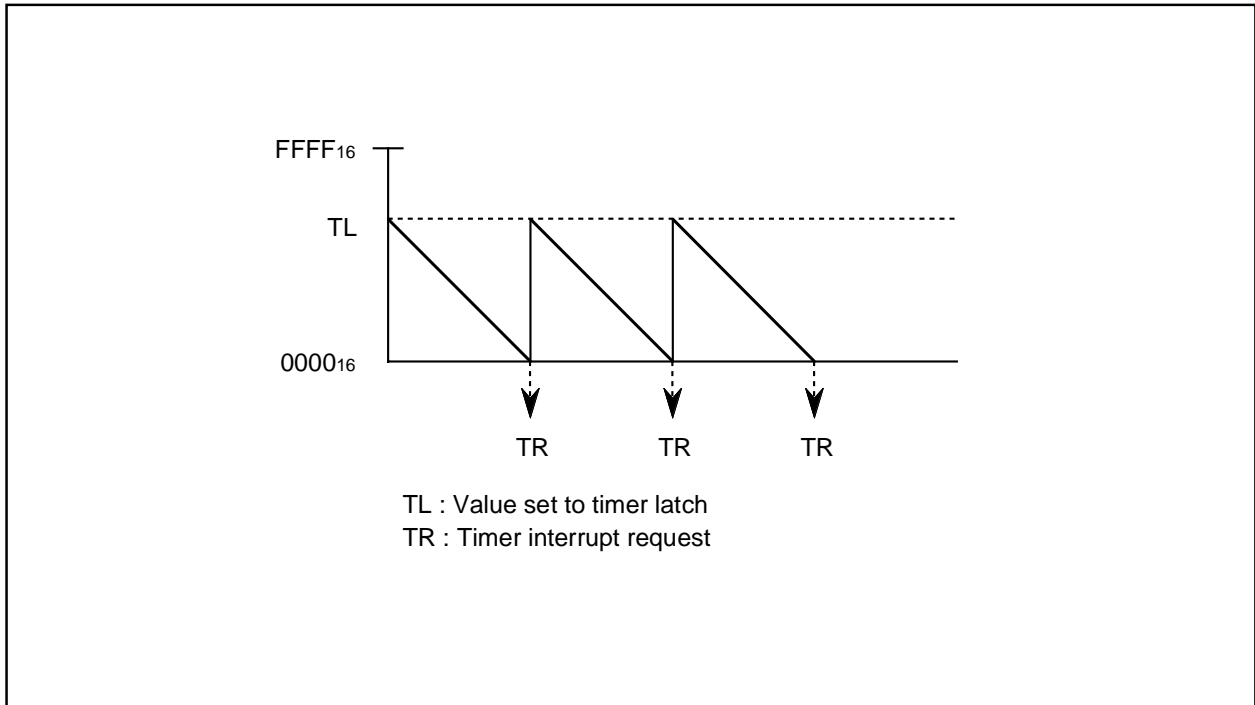 FFFF16
TL
000016
TR TR TR
TL : Value set to timer latch
TR : Timer interrupt request